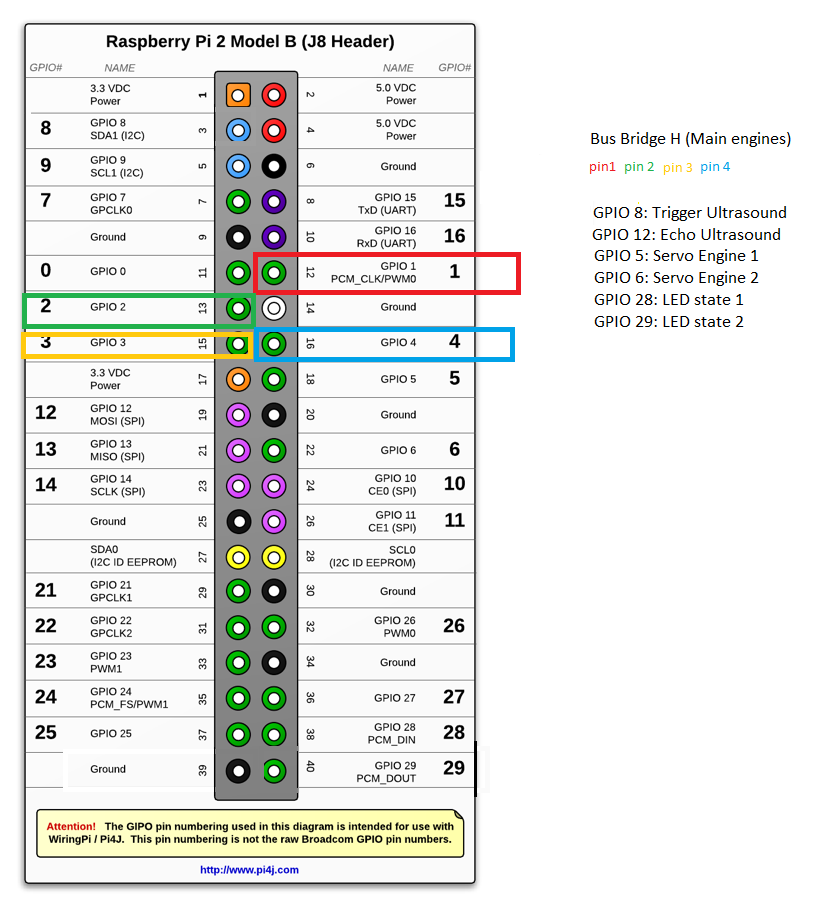 Raspberry Pi 2 Model B (J8 Header)
GPIO# NAME NAME GPIO#
3.3 VDC
Power 1 2 5.0 VDC
Power
8 GPIO 8
SDA1 (I2C) 3 4 5.0 VDC
Power
9 GPIO 9
SCL1 (I2C) 5 6 Ground
7 GPIO 7
GPCLK0 7 8 GPIO 15
TxD (UART) 15
Ground 9 10 GPIO 16
RxD (UART) 16
0 GPIO 0 11 12 GPIO 1
PCM_CLK/PWM0 1
2 GPIO 2 13 14 Ground
3 GPIO 3 15 16 GPIO 4 4
3.3 VDC
Power 17 18 GPIO 5 5
12 GPIO 12
MOSI (SPI) 19 20 Ground
13 GPIO 13
MISO (SPI) 21 22 GPIO 6 6
14 GPIO 14
SCLK (SPI) 23 24 GPIO 10
CE0 (SPI) 10
Ground 25 26 GPIO 11
CE1 (SPI) 11
SDA0
(I2C ID EEPROM) 27 28 SCL0
(I2C ID EEPROM)
21 GPIO 21
GPCLK1 29 30 Ground
22 GPIO 22
GPCLK2 31 32 GPIO 26
PWM0 26
23 GPIO 23
PWM1 33 34 Ground
24 GPIO 24
PCM_FS/PWM1 35 36 GPIO 27 27
25 GPIO 25 37 38 GPIO 28
PCM_DIN 28
Ground 39 40 GPIO 29
PCM_DOUT 29
Attention! The GIPO pin numbering used in this diagram is intended for use with
WiringPi / Pi4J. This pin numbering is not the raw Broadcom GPIO pin numbers.
http://www.pi4j.com
Bus Bridge H (Main engines)
pin1 pin 2 pin 3 pin 4
GPIO 8: Trigger Ultrasound
GPIO 12: Echo Ultrasound
GPIO 5: Servo Engine 1
GPIO 6: Servo Engine 2
GPIO 28: LED state 1
GPIO 29: LED state 2